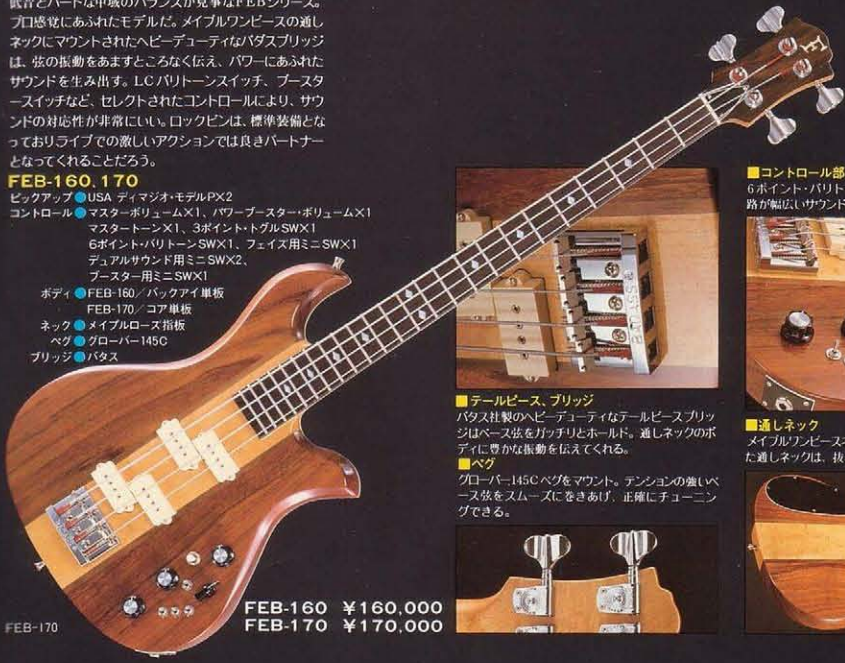 低音とハードな中域のバランスが見事なFEBシリーズ。
プロ感覚にあふれたモデルだ。メイプルワンピースの通し
ネックにマウントされたヘビーデューティなバダスブリッジ
は、弦の振動をあますところなく伝え、パワーにあふれた
サウンドを生み出す。LCバリトーンスイッチ、ブースタ
ースイッチなど、セレクトされたコントロールにより、サウ
ンドの対応性が非常にいい。ロックピンは、標準装備とな
っておりライブでの激しいアクションでは良きパートナー
となってくれることだろう。
FEB-160, 170
ピックアップ●USA ディマジオ・モデルP×2
コントロール●マスターボリューム×1、パワーブースター・ボリューム×1
マスタートーン×1、3ポイント・トグルSW×1
6ポイント・バリトーンSW×1、フェイズ用ミニSW×1
デュアルサウンド用ミニSW×2、
ブースター用ミニSW×1
ボディ●FEB-160/バックアイ単板
FEB-170/コア単板
ネック●メイプルローズ指板
ペグ●グローバー145C
ブリッジ●バタス
FEB-170
FEB-160 ¥160,000
FEB-170 ¥170,000
■テールピース、ブリッジ
バタス社製のヘビーデューティなテールピースブリッ
ジはベース弦をガッチリとホールド。通しネックのボ
ディに豊かな振動を伝えてくれる。
■ペグ
グローバー145Cペグをマウント。テンションの強いベ
ース弦をスムーズにまきあげ、正確にチューニン
グできる。
■コントロール部
6ポイント・バリト
路が幅広いサウンド
■通しネック
メイプルワンピースネ
た通しネックは、抜